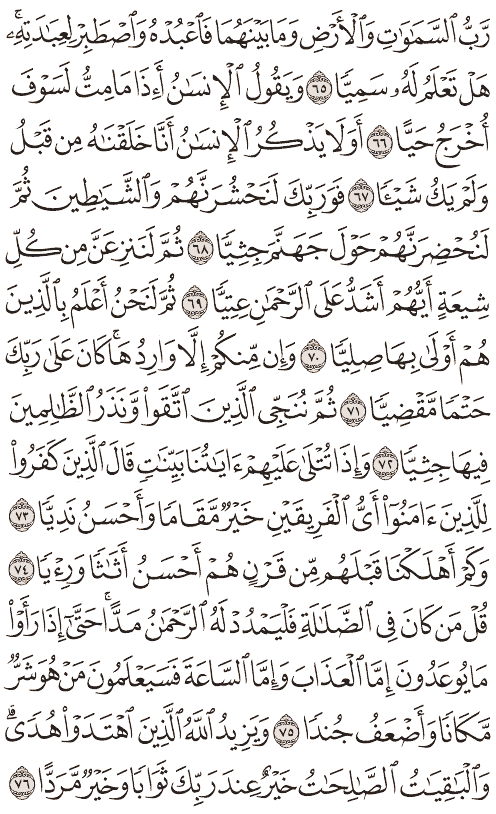 رَّبُّ ٱلسَّمَٰوَٰتِ وَٱلْأَرْضِ وَمَا بَيْنَهُمَا فَٱعْبُدْهُ وَٱصْطَبِرْ لِعِبَٰدَتِهِۦۚ
هَلْ تَعْلَمُ لَهُۥ سَمِيًّا ٦٥ وَيَقُولُ ٱلْإِنسَٰنُ أَءِذَا مَا مِتُّ لَسَوْفَ
أُخْرَجُ حَيًّا ٦٦ أَوَلَا يَذْكُرُ ٱلْإِنسَٰنُ أَنَّا خَلَقْنَٰهُ مِن قَبْلُ
وَلَمْ يَكُ شَيْـًٔا ٦٧ فَوَرَبِّكَ لَنَحْشُرَنَّهُمْ وَٱلشَّيَٰطِينَ ثُمَّ
لَنُحْضِرَنَّهُمْ حَوْلَ جَهَنَّمَ جِثِيًّا ٦٨ ثُمَّ لَنَنزِعَنَّ مِن كُلِّ
شِيعَةٍ أَيُّهُمْ أَشَدُّ عَلَى ٱلرَّحْمَٰنِ عِتِيًّا ٦٩ ثُمَّ لَنَحْنُ أَعْلَمُ بِٱلَّذِينَ
هُمْ أَوْلَىٰ بِهَا صِلِيًّا ٧٠ وَإِن مِّنكُمْ إِلَّا وَارِدُهَاۚ كَانَ عَلَىٰ رَبِّكَ
حَتْمًا مَّقْضِيًّا ٧١ ثُمَّ نُنَجِّى ٱلَّذِينَ ٱتَّقَوا۟ وَّنَذَرُ ٱلظَّٰلِمِينَ
فِيهَا جِثِيًّا ٧٢ وَإِذَا تُتْلَىٰ عَلَيْهِمْ ءَايَٰتُنَا بَيِّنَٰتٍ قَالَ ٱلَّذِينَ كَفَرُوا۟
لِلَّذِينَ ءَامَنُوٓا۟ أَىُّ ٱلْفَرِيقَيْنِ خَيْرٌ مَّقَامًا وَأَحْسَنُ نَدِيًّا ٧٣
وَكَمْ أَهْلَكْنَا قَبْلَهُم مِّن قَرْنٍ هُمْ أَحْسَنُ أَثَٰثًا وَرِءْيًا ٧٤
قُلْ مَن كَانَ فِى ٱلضَّلَٰلَةِ فَلْيَمْدُدْ لَهُ ٱلرَّحْمَٰنُ مَدًّاۚ حَتَّىٰٓ إِذَا رَأَوْا۟
مَا يُوعَدُونَ إِمَّا ٱلْعَذَابَ وَإِمَّا ٱلسَّاعَةَ فَسَيَعْلَمُونَ مَنْ هُوَ شَرٌّ
مَّكَانًا وَأَضْعَفُ جُندًا ٧٥ وَيَزِيدُ ٱللَّهُ ٱلَّذِينَ ٱهْتَدَوْا۟ هُدًىۗ
وَٱلْبَٰقِيَٰتُ ٱلصَّٰلِحَٰتُ خَيْرٌ عِندَ رَبِّكَ ثَوَابًا وَخَيْرٌ مَّرَدًّا ٧٦